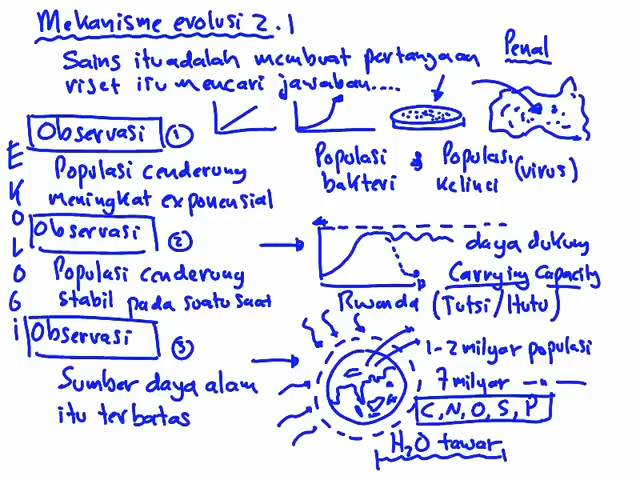 Mekanisme evolusi 2.1
Sains itu adalah membuat pertanyaan
riset itu mencari jawaban....
Penal
EKOLOGI
Observasi 1
Populasi cenderung
meningkat exponensial
Populasi bakteri & Populasi kelinci (virus)
Observasi 2
Populasi cenderung
stabil pada suatu saat
daya dukung
Carrying Capacity
Rwanda (Tutsi/Hutu)
Observasi 3
Sumber daya alam
itu terbatas
1-2 milyar populasi
7 milyar —"—
C, N, O, S, P
H2O tawar